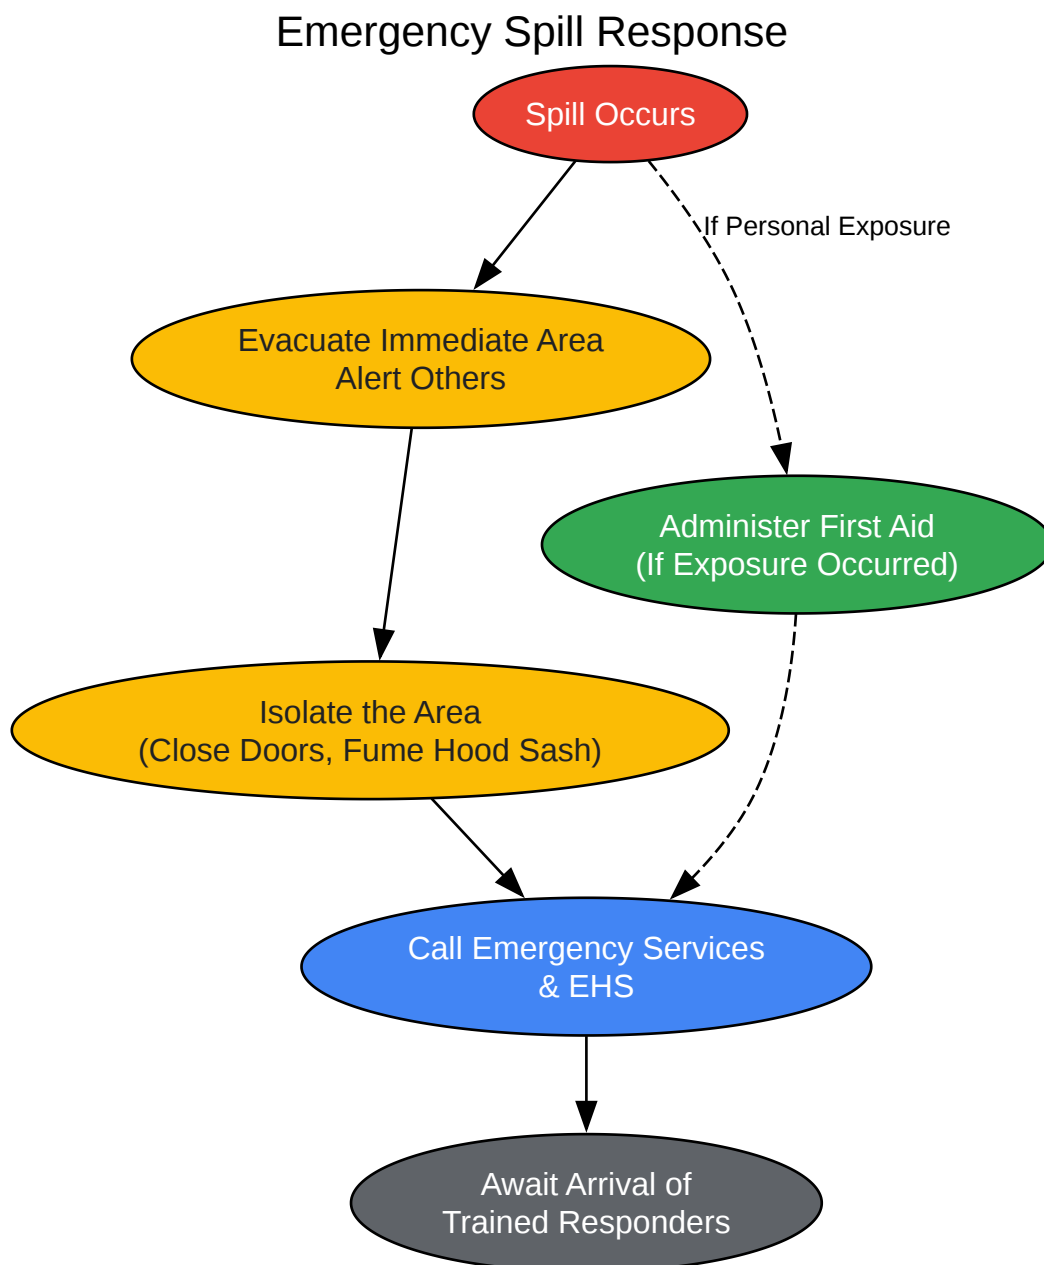 Emergency Spill Response
Spill Occurs
If Personal Exposure
Evacuate Immediate Area
Alert Others
Administer First Aid
(If Exposure Occurred)
Isolate the Area
(Close Doors, Fume Hood Sash)
Call Emergency Services
& EHS
Await Arrival of
Trained Responders